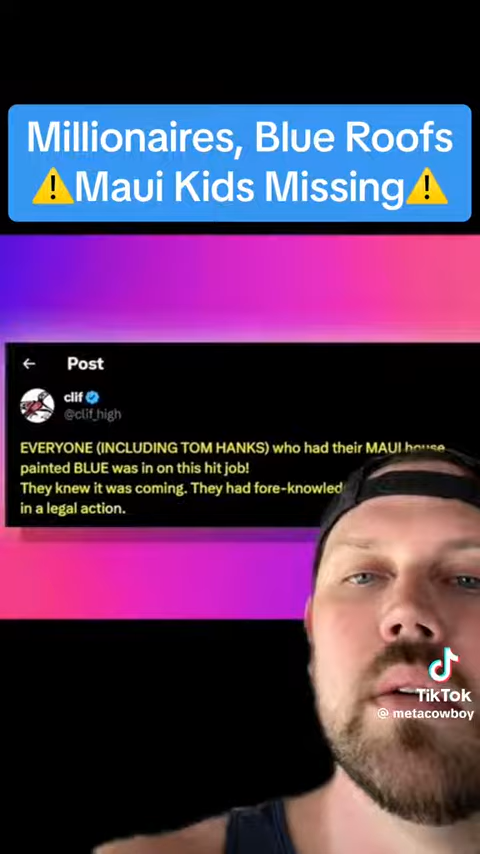 Millionaires, Blue Roofs
⚠️Maui Kids Missing⚠️
← Post
clif
@clif_high
EVERYONE (INCLUDING TOM HANKS) who had their MAUI house
painted BLUE was in on this hit job!
They knew it was coming. They had fore-knowled
in a legal action.
TikTok
@ metacowboy